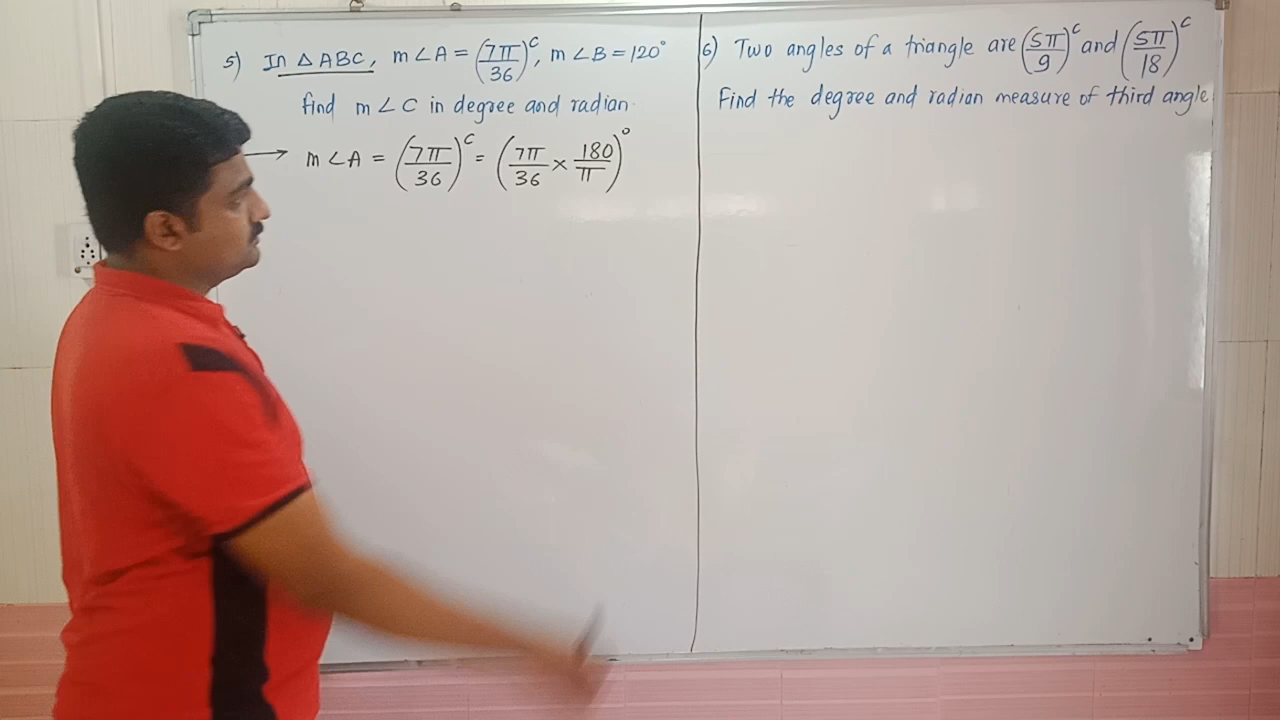 5) In △ABC, m∠A = (7π/36)^c, m∠B = 120°
find m∠C in degree and radian.
→ m∠A = (7π/36)^c = (7π/36 × 180/π)°
6) Two angles of a triangle are (5π/9)^c and (5π/18)^c
Find the degree and radian measure of third angle